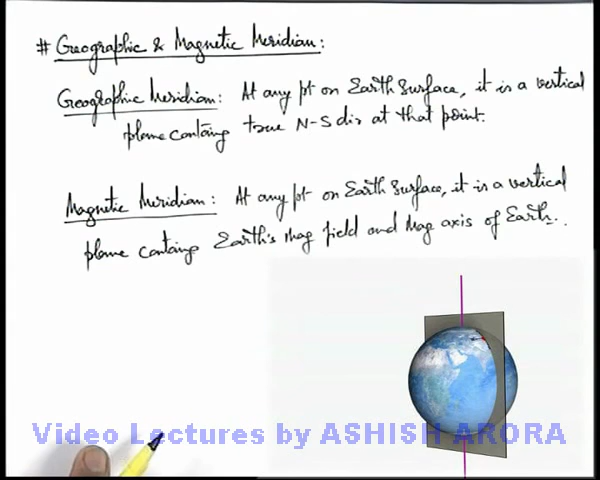 # Geographic & Magnetic Meridian:
Geographic Meridian: At any pt on Earth Surface, it is a vertical
plane containg true N-S dir at that point.
Magnetic Meridian: At any pt on Earth Surface, it is a vertical
plane containg Earth's Mag field and Mag axis of Earth.
Video Lectures by ASHISH ARORA